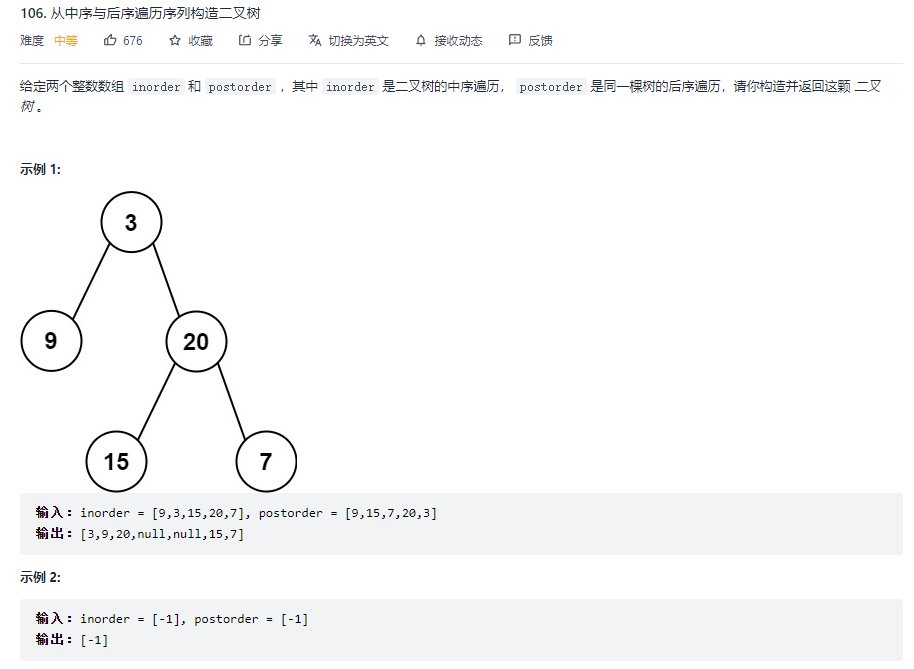 106. 从中序与后序遍历序列构造二叉树
难度 中等 676 收藏 分享 切换为英文 接收动态 反馈
给定两个整数数组 inorder 和 postorder ，其中 inorder 是二叉树的中序遍历， postorder 是同一棵树的后序遍历，请你构造并返回这颗 二叉
树 。
示例 1:
3
9 20
15 7
输入：inorder = [9,3,15,20,7], postorder = [9,15,7,20,3]
输出：[3,9,20,null,null,15,7]
示例 2:
输入：inorder = [-1], postorder = [-1]
输出：[-1]